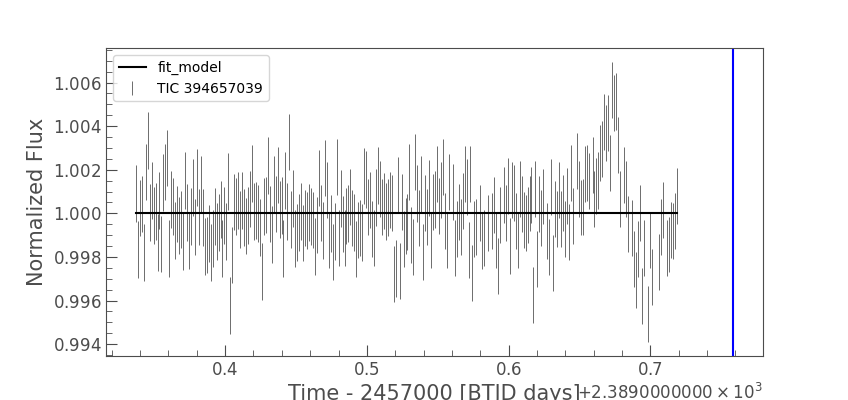 fit_model
TIC 394657039
1.006
1.004
1.002
1.000
0.998
0.996
0.994
Normalized Flux
0.4
0.5
0.6
0.7
Time - 2457000 [BTJD days]
+2.3890000000 × 10³